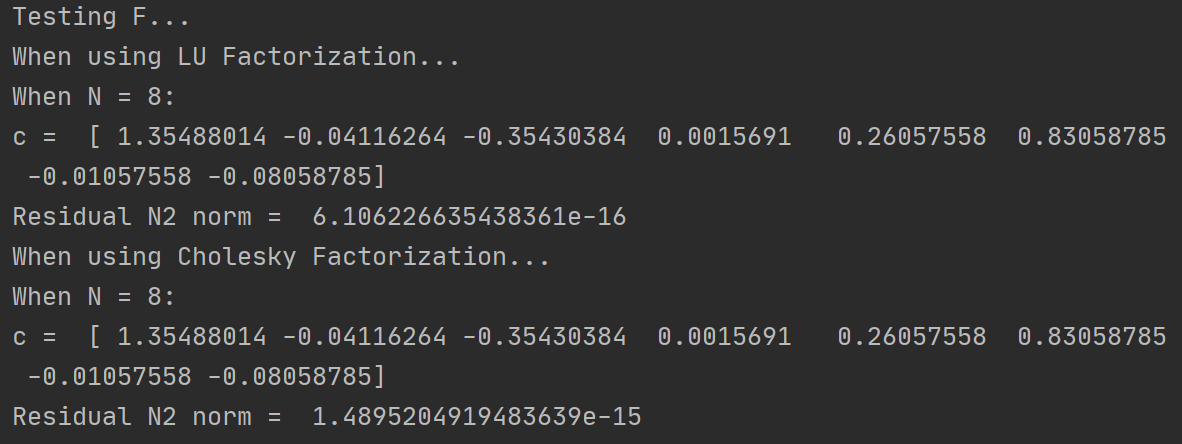 Testing F...
When using LU Factorization...
When N = 8:
c =  [ 1.35488014 -0.04116264 -0.35430384  0.0015691   0.26057558  0.83058785
 -0.01057558 -0.08058785]
Residual N2 norm =  6.106226635438361e-16
When using Cholesky Factorization...
When N = 8:
c =  [ 1.35488014 -0.04116264 -0.35430384  0.0015691   0.26057558  0.83058785
 -0.01057558 -0.08058785]
Residual N2 norm =  1.4895204919483639e-15